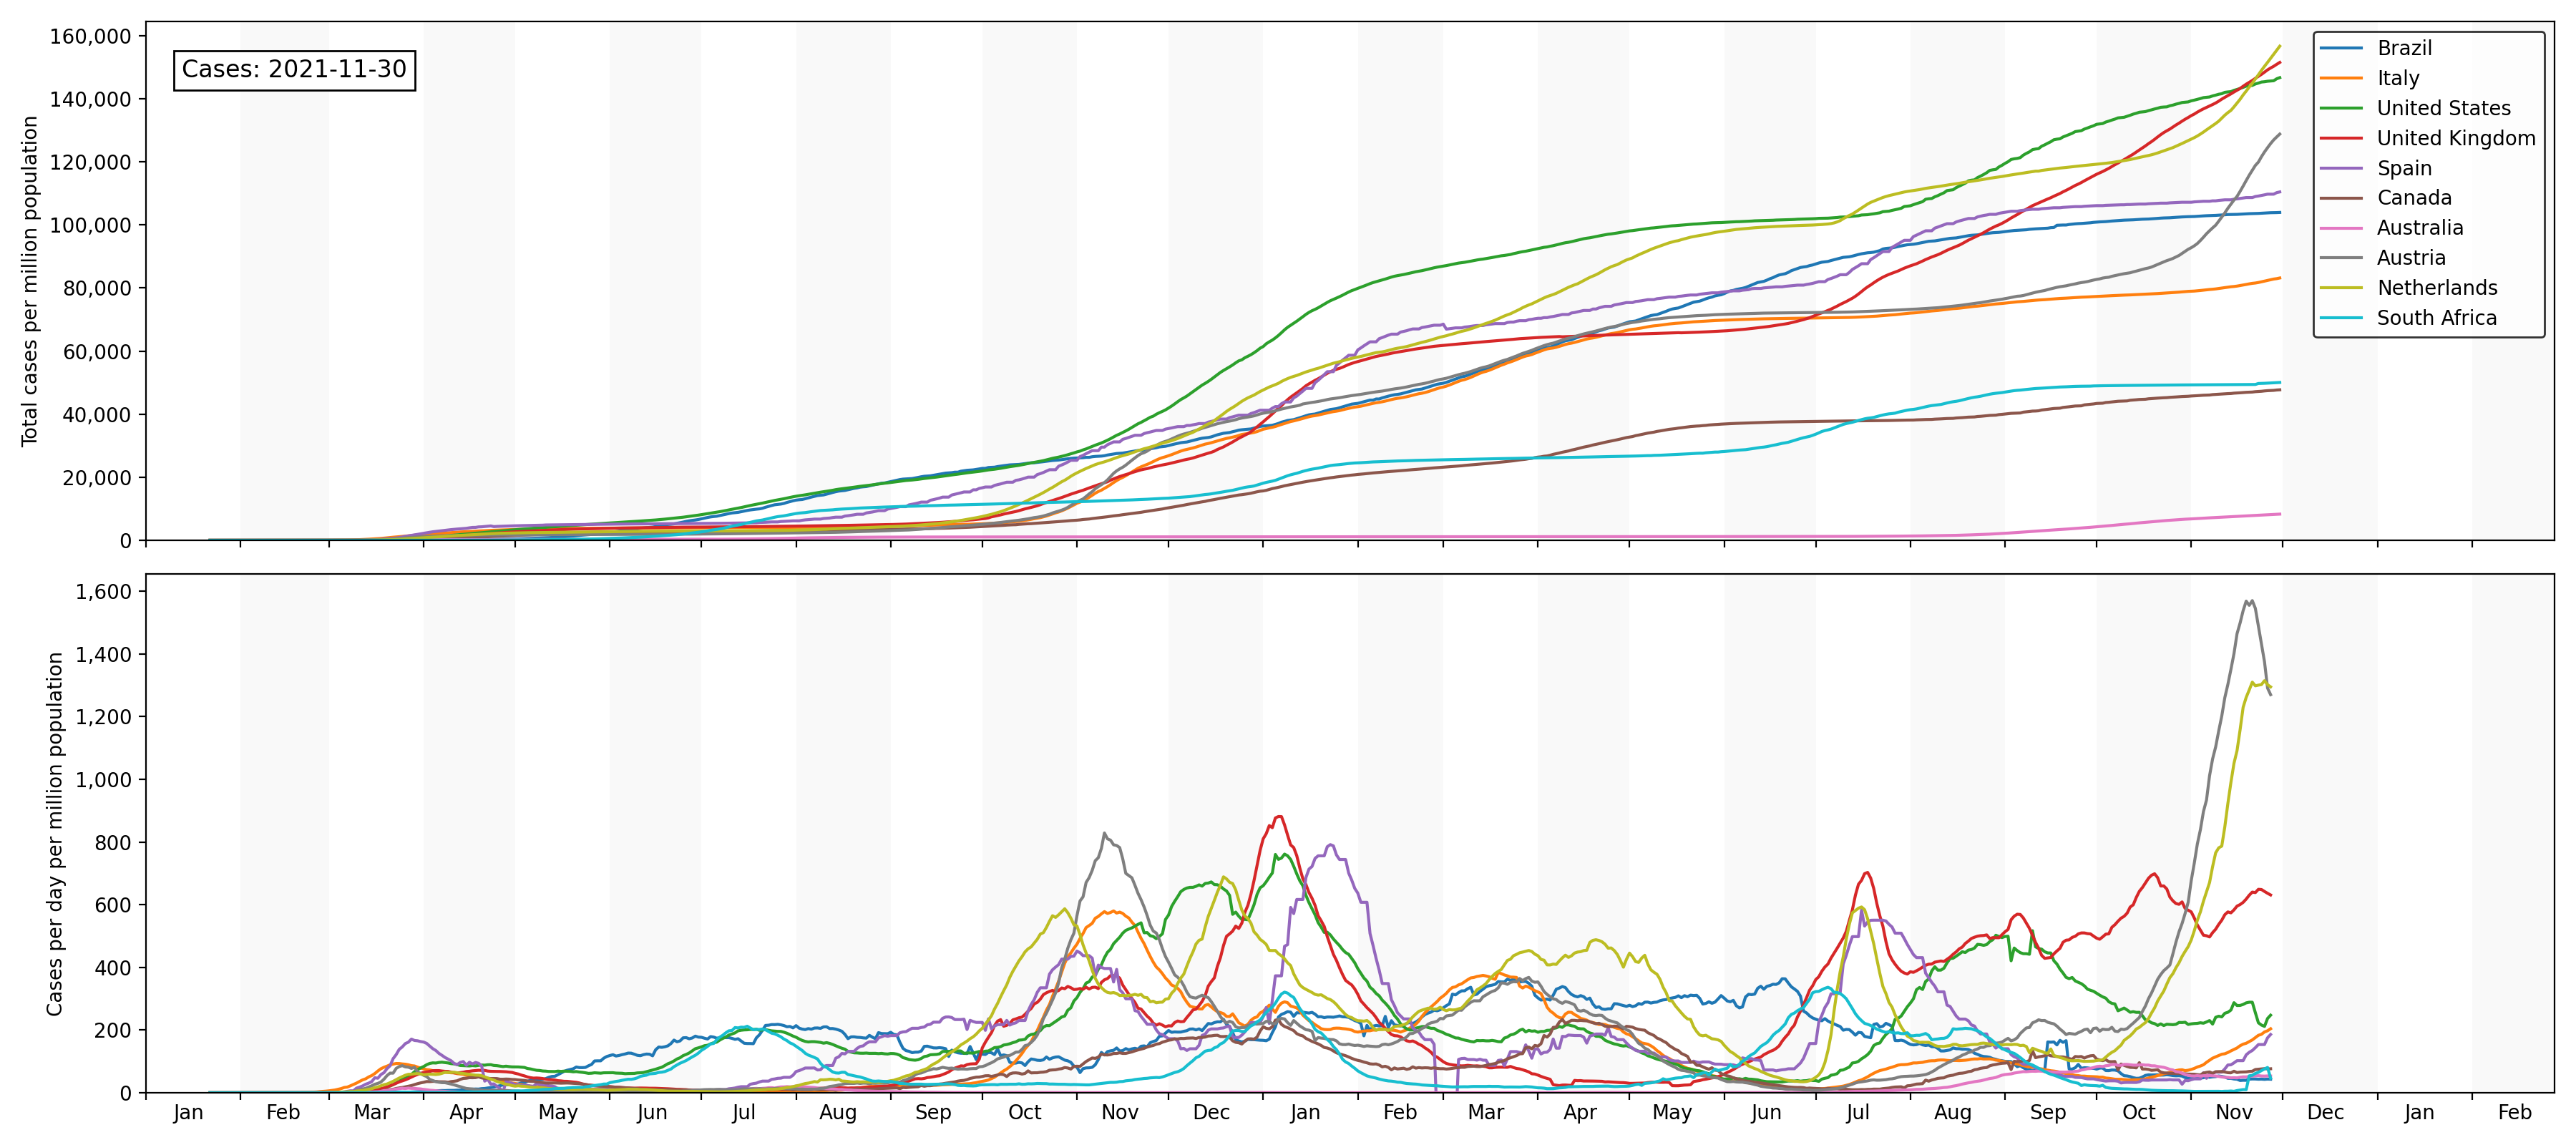 Total cases per million population
160,000
140,000
120,000
100,000
80,000
60,000
40,000
20,000
0
Cases: 2021-11-30
Brazil
Italy
United States
United Kingdom
Spain
Canada
Australia
Austria
Netherlands
South Africa
Cases per day per million population
1,600
1,400
1,200
1,000
800
600
400
200
0
Jan Feb Mar Apr May Jun Jul Aug Sep Oct Nov Dec Jan Feb Mar Apr May Jun Jul Aug Sep Oct Nov Dec Jan Feb